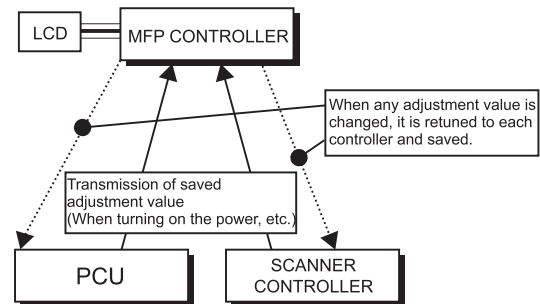 LCD
MFP CONTROLLER
When any adjustment value is
changed, it is retuned to each
controller and saved.
Transmission of saved
adjustment value
(When turning on the power, etc.)
PCU
SCANNER
CONTROLLER